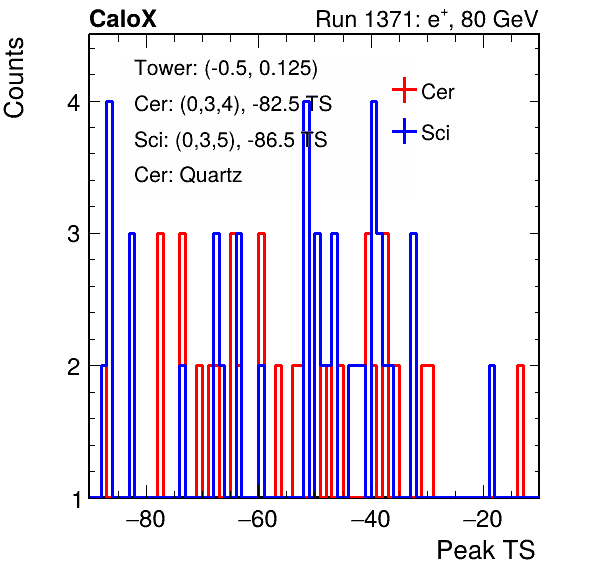 CaloX Run 1371: e⁺, 80 GeV
Counts
Tower: (-0.5, 0.125)
Cer: (0,3,4), -82.5 TS
Sci: (0,3,5), -86.5 TS
Cer: Quartz
Cer
Sci
4
3
2
1
−80 −60 −40 −20
Peak TS